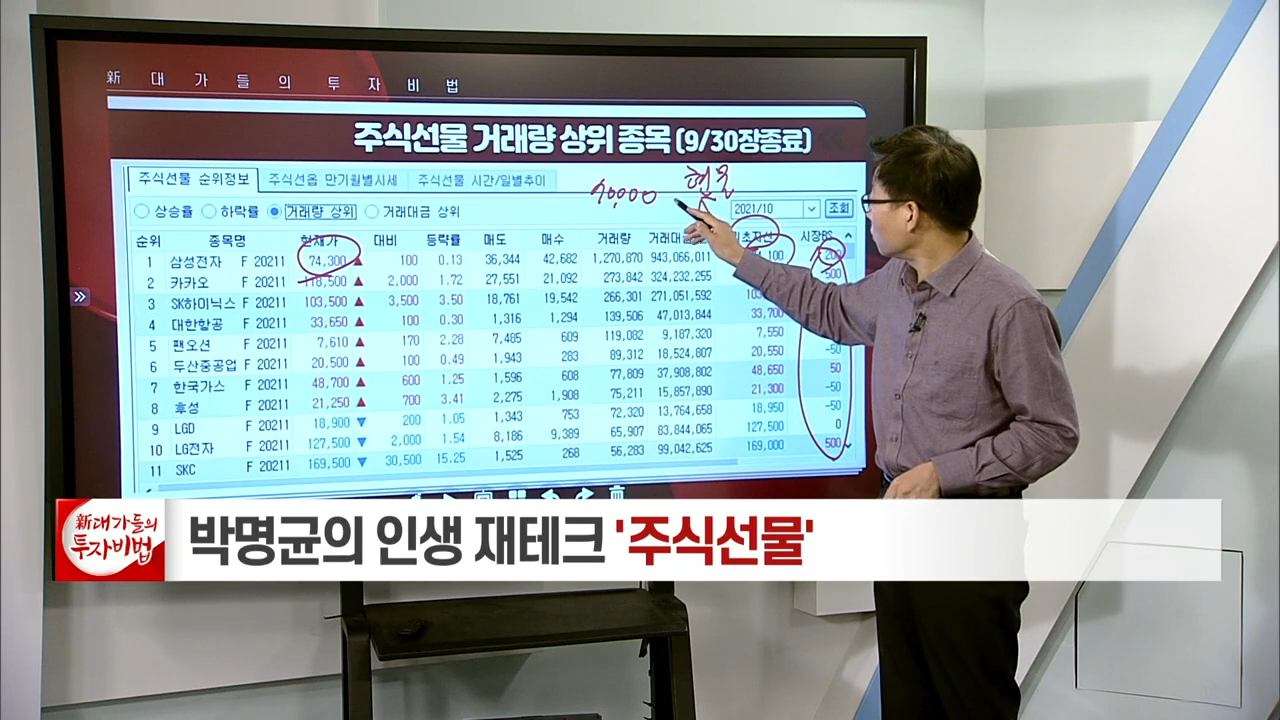 新 대가들의 투자비법
주식선물 거래량 상위 종목 (9/30장종료)
주식선물 순위정보 주식선옵 만기월별시세 주식선물 시간/일별추이
70,000 현물
상승률 하락률 거래량 상위 거래대금 상위 2021/10 조회
순위 종목명 현재가 대비 등락률 매도 매수 거래량 거래대금 기초자산 시장BS
1 삼성전자 F 20211 74,300 ▲ 100 0.13 36,344 42,682 1,270,870 943,066,011 200
2 카카오 F 20211 118,500 ▲ 2,000 1.72 27,551 21,092 273,842 324,232,255 500
3 SK하이닉스 F 20211 103,500 ▲ 3,500 3.50 18,761 19,542 266,301 271,051,592
4 대한항공 F 20211 33,650 ▲ 100 0.30 1,316 1,294 139,506 47,013,844 33,700
5 팬오션 F 20211 7,610 ▲ 170 2.28 7,485 609 119,082 9,187,320 7,550
6 두산중공업 F 20211 20,500 ▲ 100 0.49 1,943 283 89,312 18,524,807 20,550 -50
7 한국가스 F 20211 48,700 ▲ 600 1.25 1,596 608 77,809 37,908,802 48,650 50
8 후성 F 20211 21,250 ▲ 700 3.41 2,275 1,908 75,211 15,857,890 21,300 -50
9 LGD F 20211 18,900 ▼ 200 1.05 1,343 753 72,320 13,764,658 18,950 -50
10 LG전자 F 20211 127,500 ▼ 2,000 1.54 8,186 9,389 65,907 83,844,065 127,500 0
11 SKC F 20211 169,500 ▼ 30,500 15.25 1,525 268 56,283 99,042,625 169,000 500
新대가들의
투자비법
박명균의 인생 재테크 '주식선물'